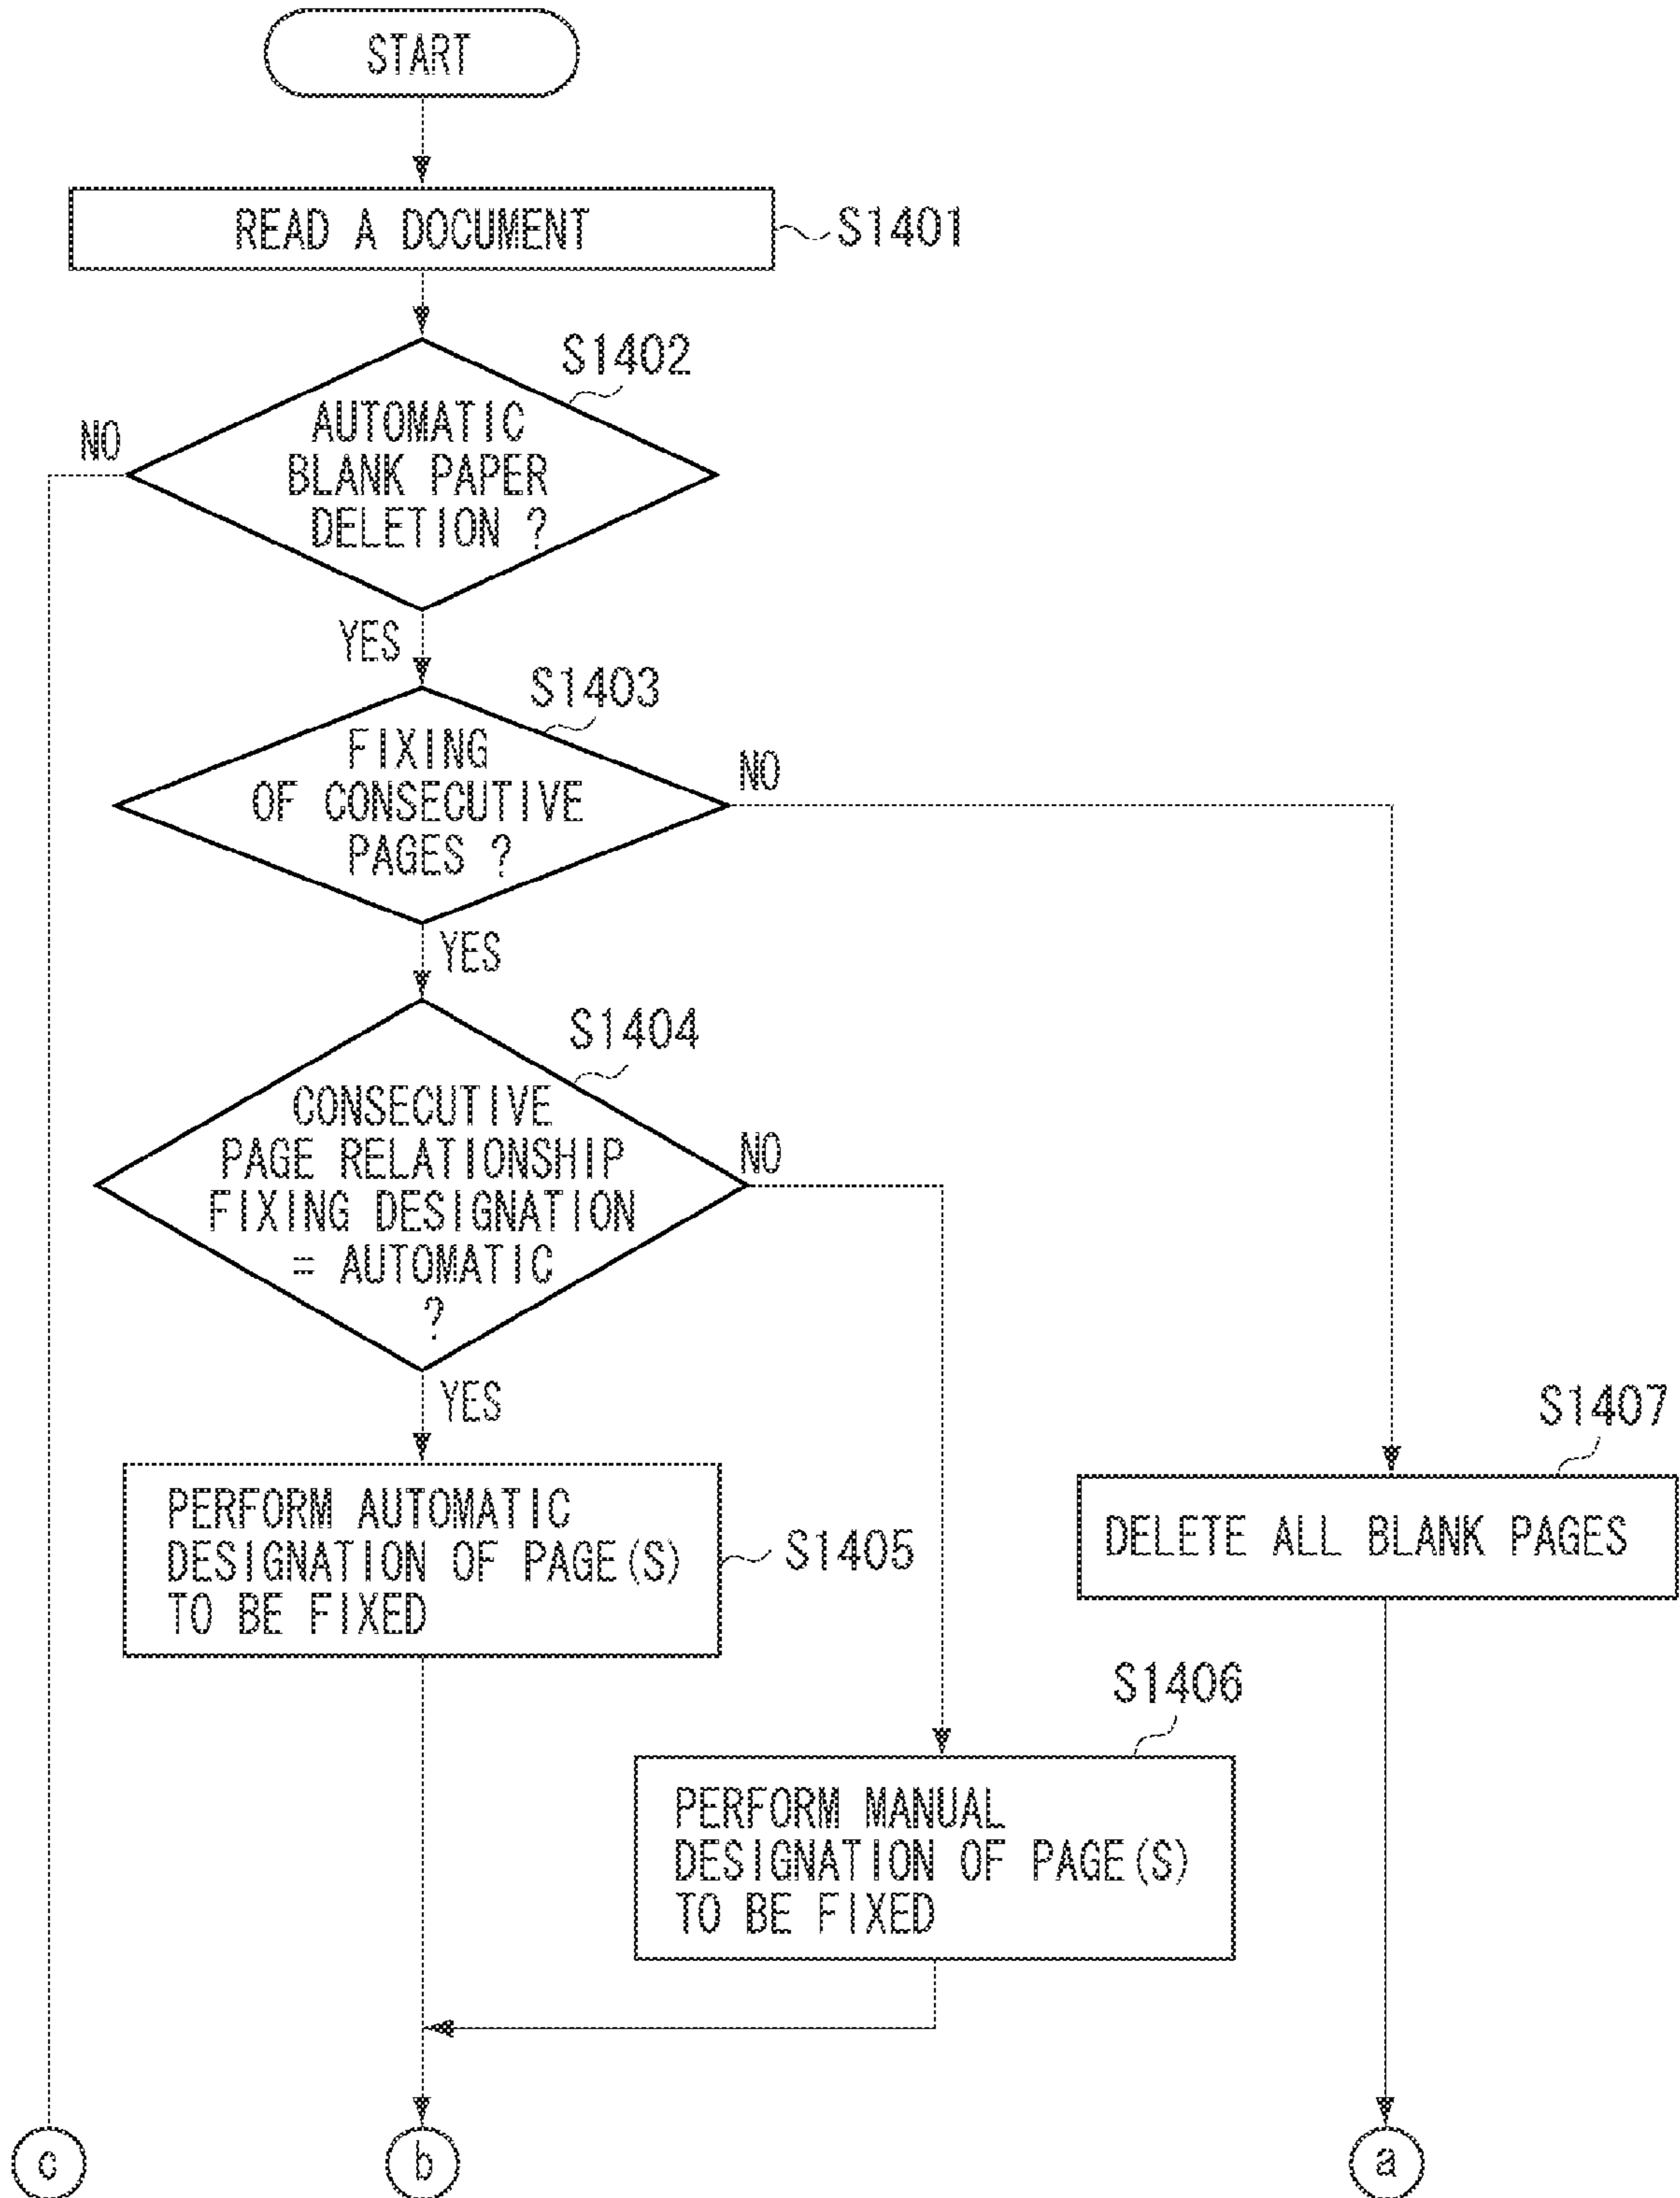 START
READ A DOCUMENT
S1401
S1402
AUTOMATIC
BLANK PAPER
DELETION ?
NO
YES
S1403
FIXING
OF CONSECUTIVE
PAGES ?
NO
YES
S1404
CONSECUTIVE
PAGE RELATIONSHIP
FIXING DESIGNATION
= AUTOMATIC
?
NO
YES
S1407
DELETE ALL BLANK PAGES
PERFORM AUTOMATIC
DESIGNATION OF PAGE(S)
TO BE FIXED
S1405
S1406
PERFORM MANUAL
DESIGNATION OF PAGE(S)
TO BE FIXED
c
b
a